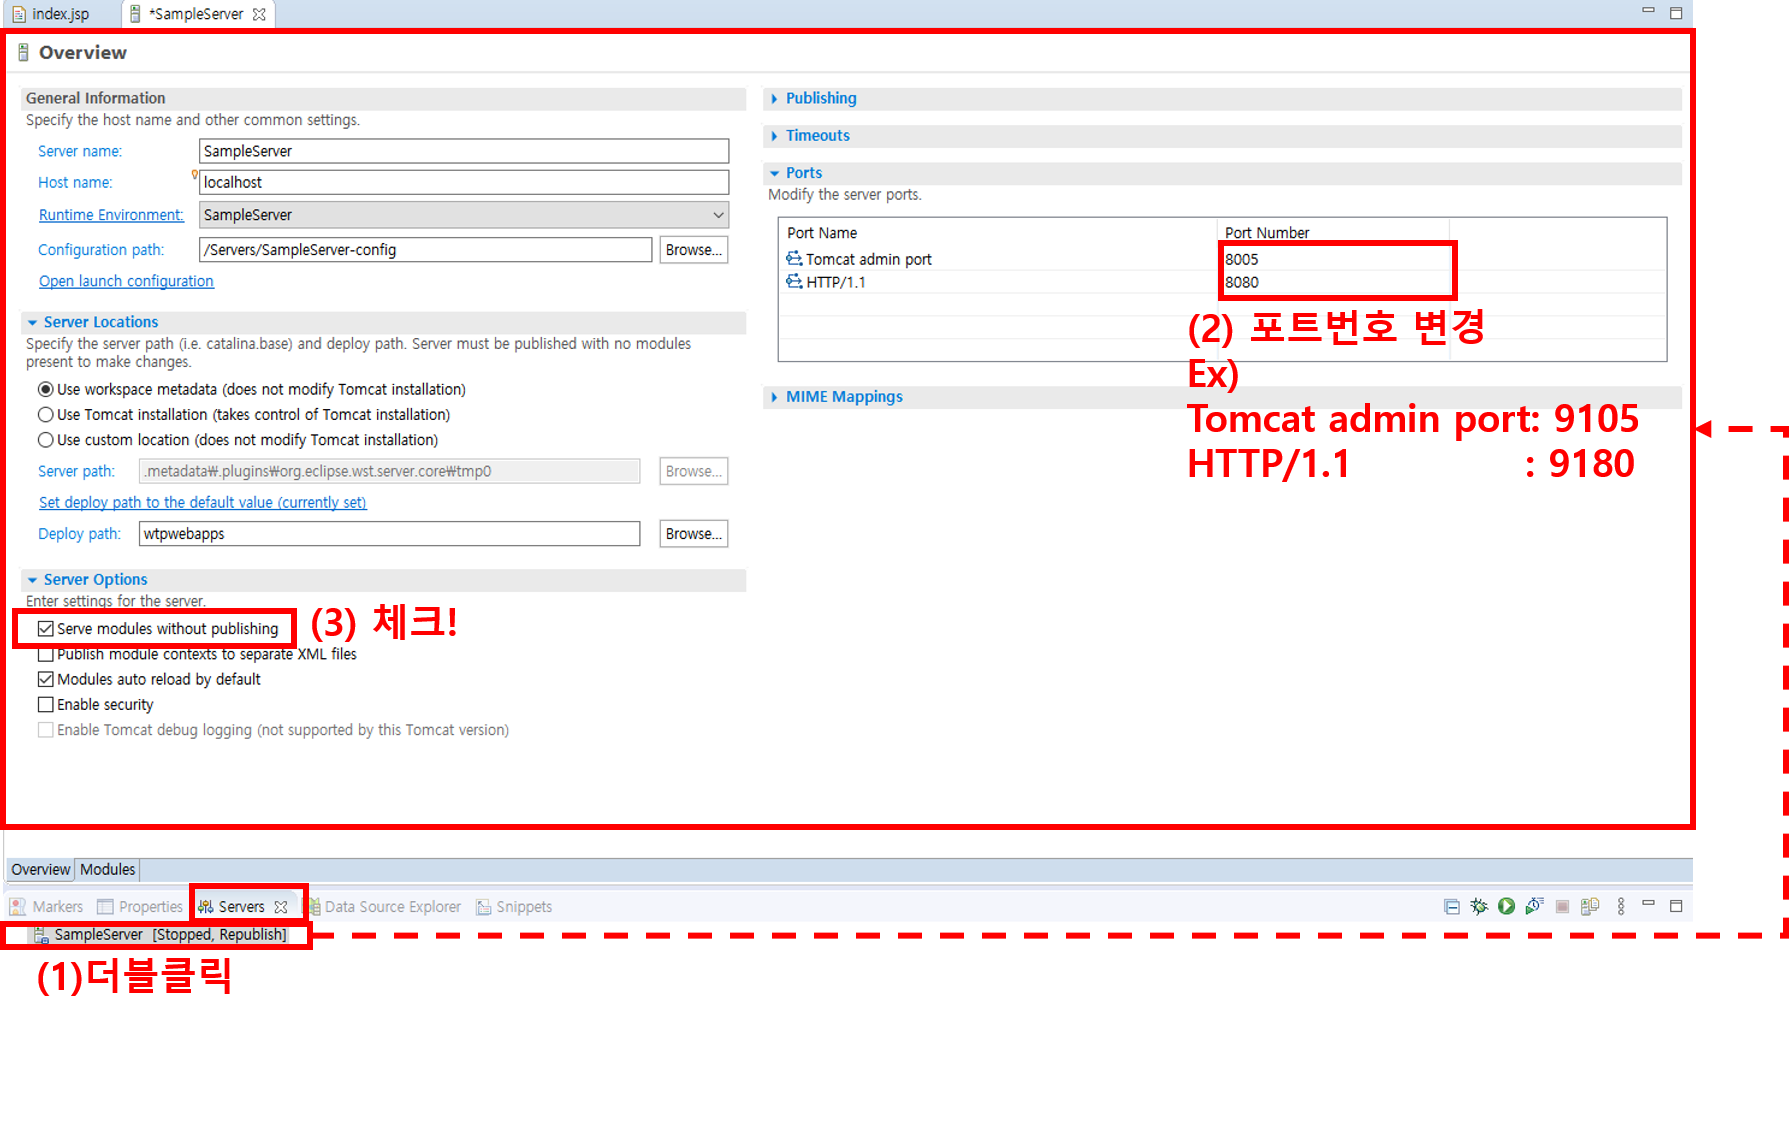 index.jsp
*SampleServer
Overview
General Information
Specify the host name and other common settings.
Server name:
SampleServer
Host name:
localhost
Runtime Environment:
SampleServer
Configuration path:
/Servers/SampleServer-config
Browse...
Open launch configuration
Server Locations
Specify the server path (i.e. catalina.base) and deploy path. Server must be published with no modules
present to make changes.
Use workspace metadata (does not modify Tomcat installation)
Use Tomcat installation (takes control of Tomcat installation)
Use custom location (does not modify Tomcat installation)
Server path:
.metadata₩.plugins₩org.eclipse.wst.server.core₩tmp0
Browse...
Set deploy path to the default value (currently set)
Deploy path:
wtpwebapps
Browse...
Server Options
Enter settings for the server.
Serve modules without publishing
(3) 체크!
Publish module contexts to separate XML files
Modules auto reload by default
Enable security
Enable Tomcat debug logging (not supported by this Tomcat version)
Publishing
Timeouts
Ports
Modify the server ports.
Port Name
Port Number
Tomcat admin port
8005
HTTP/1.1
8080
(2) 포트번호 변경
Ex)
MIME Mappings
Tomcat admin port: 9105
HTTP/1.1 : 9180
Overview
Modules
Markers
Properties
Servers
Data Source Explorer
Snippets
SampleServer [Stopped, Republish]
(1)더블클릭